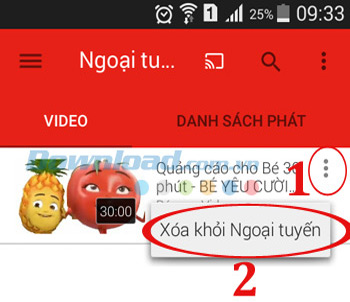 1 25% 09:33
Ngoại tu...
VIDEO
DANH SÁCH PHÁT
Download.com.vn
Quảng cáo cho Bé 30
phút - BÉ YÊU CƯỜI...
30:00
1
Xóa khỏi Ngoại tuyến
2